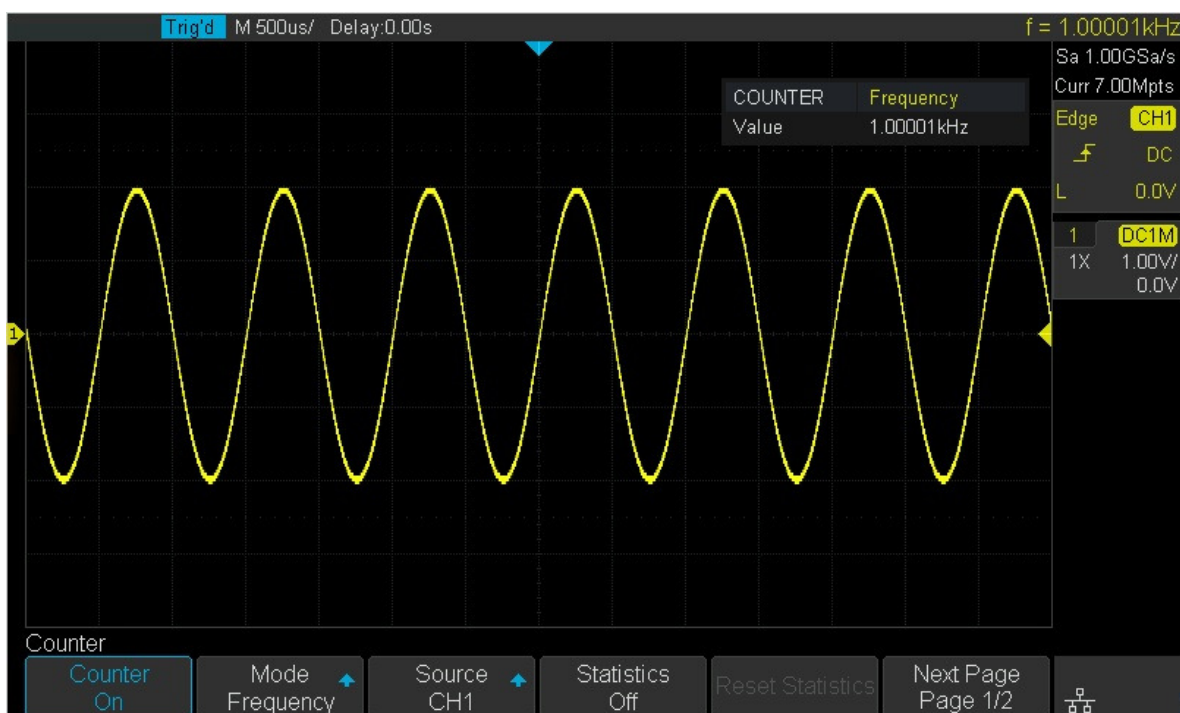 Trig'd M 500us/ Delay:0.00s f = 1.00001kHz
Sa 1.00GSa/s
Curr 7.00Mpts
COUNTER Frequency
Value 1.00001kHz
Edge CH1
DC
L 0.0V
1 DC1M
1X 1.00V/
0.0V
1
Counter
Counter On
Mode Frequency
Source CH1
Statistics Off
Reset Statistics
Next Page Page 1/2